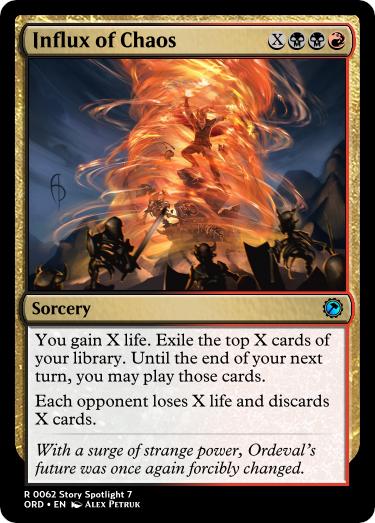 Influx of Chaos X
Sorcery
You gain X life. Exile the top X cards of
your library. Until the end of your next
turn, you may play those cards.
Each opponent loses X life and discards
X cards.
With a surge of strange power, Ordeval's
future was once again forcibly changed.
R 0062 Story Spotlight 7
ORD • EN ALEX PETRUK